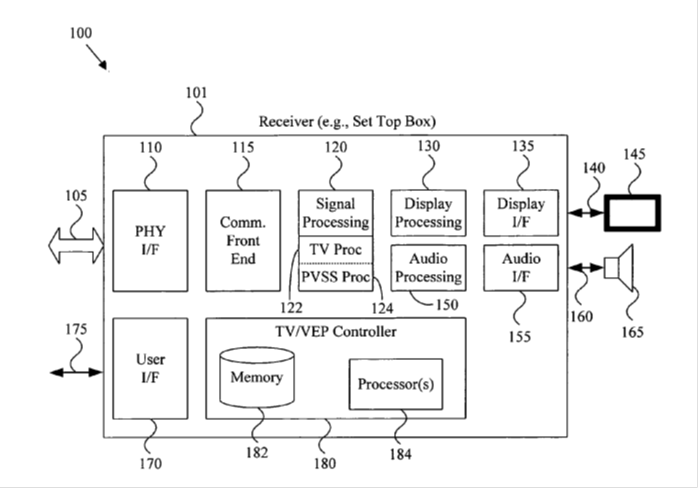 100
101
Receiver (e.g., Set Top Box)
110
115
120
130
135
140
145
105
PHY
I/F
Comm.
Front
End
Signal
Processing
TV Proc
PVSS Proc
Display
Processing
Display
I/F
Audio
Processing
Audio
I/F
122
124
150
155
160
165
175
User
I/F
TV/VEP Controller
Memory
Processor(s)
170
182
180
184